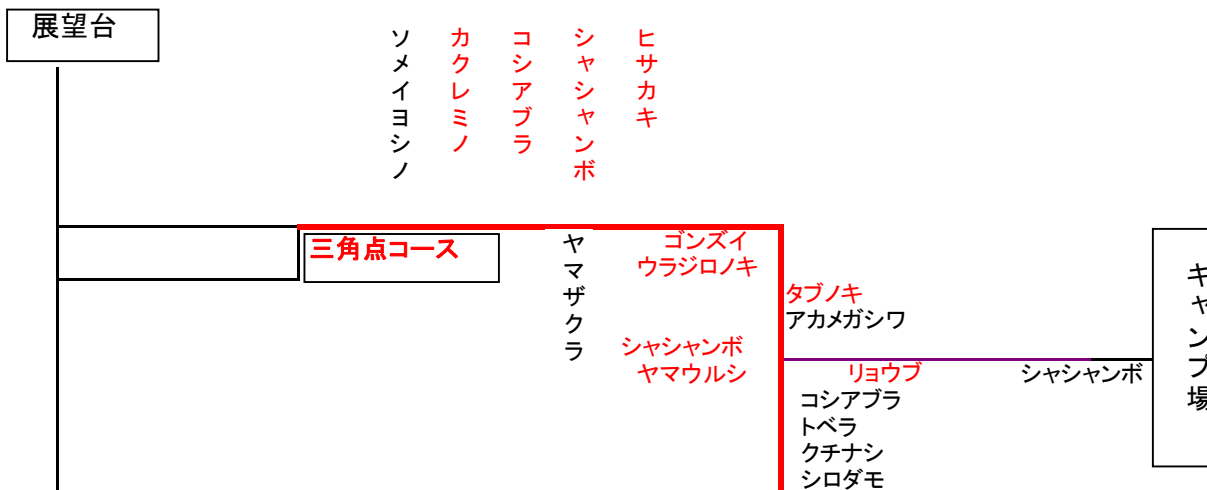 展望台
ソメイヨシノ
カクレミノ
コシアブラ
シャシャンボ
ヒサカキ
三角点コース
ヤマザクラ
ゴンズイ
ウラジロノキ
シャシャンボ
ヤマウルシ
タブノキ
アカメガシワ
リョウブ
コシアブラ
トベラ
クチナシ
シロダモ
シャシャンボ
キャンプ場